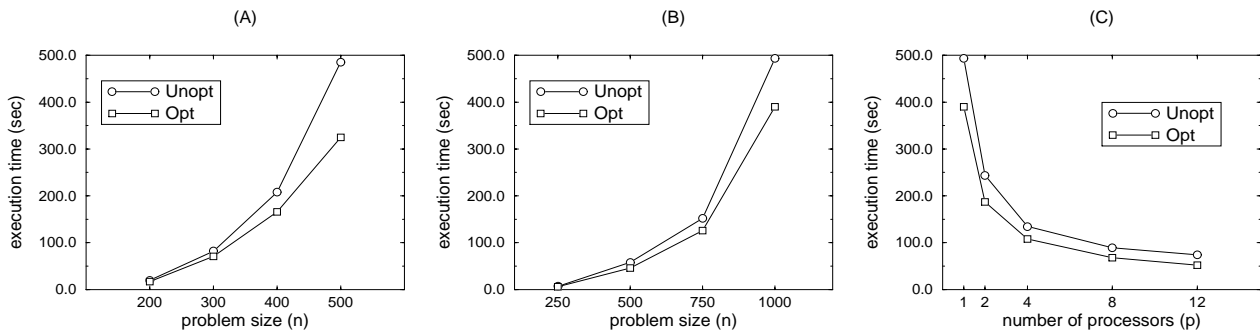 (A)
execution time (sec)
500.0
400.0
300.0
200.0
100.0
0.0
Unopt
Opt
200 300 400 500
problem size (n)
(B)
execution time (sec)
500.0
400.0
300.0
200.0
100.0
0.0
Unopt
Opt
250 500 750 1000
problem size (n)
(C)
execution time (sec)
500.0
400.0
300.0
200.0
100.0
0.0
Unopt
Opt
1 2 4 8 12
number of processors (p)